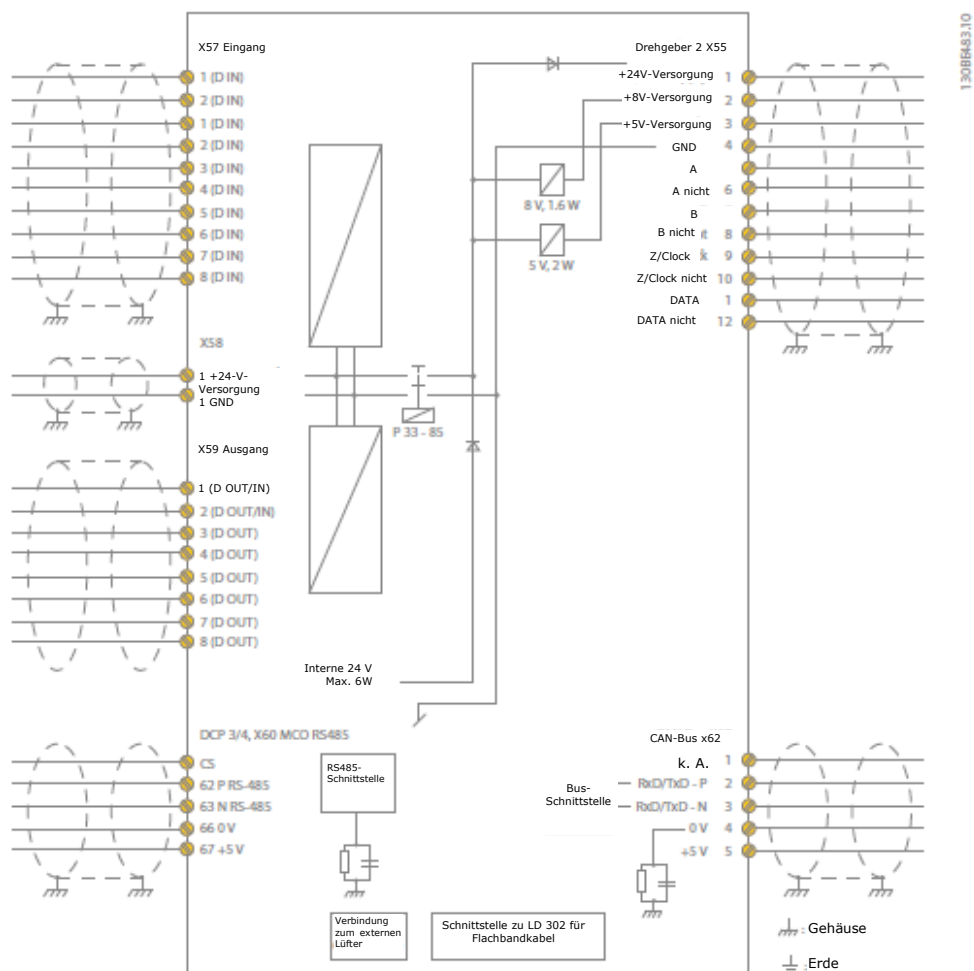 130BB483.10
X57 Eingang
1 (D IN)
2 (D IN)
1 (D IN)
2 (D IN)
3 (D IN)
4 (D IN)
5 (D IN)
6 (D IN)
7 (D IN)
8 (D IN)
X58
1 +24-V-
Versorgung
1 GND
X59 Ausgang
1 (D OUT/IN)
2 (D OUT/IN)
3 (D OUT)
4 (D OUT)
5 (D OUT)
6 (D OUT)
7 (D OUT)
8 (D OUT)
8 V, 1.6 W
5 V, 2 W
P 33 - 85
Interne 24 V
Max. 6W
Drehgeber 2 X55
+24V-Versorgung 1
+8V-Versorgung 2
+5V-Versorgung 3
GND 4
A
A nicht 6
B
B nicht 8
Z/Clock k 9
Z/Clock nicht 10
DATA 1
DATA nicht 12
DCP 3/4, X60 MCO RS485
CS
62 P RS-485
63 N RS-485
66 0 V
67 +5 V
RS485-
Schnittstelle
CAN-Bus x62
k. A. 1
Bus-
Schnittstelle
RxD/TxD - P 2
RxD/TxD - N 3
0 V 4
+5 V 5
Verbindung
zum externen
Lüfter
Schnittstelle zu LD 302 für
Flachbandkabel
: Gehäuse
: Erde